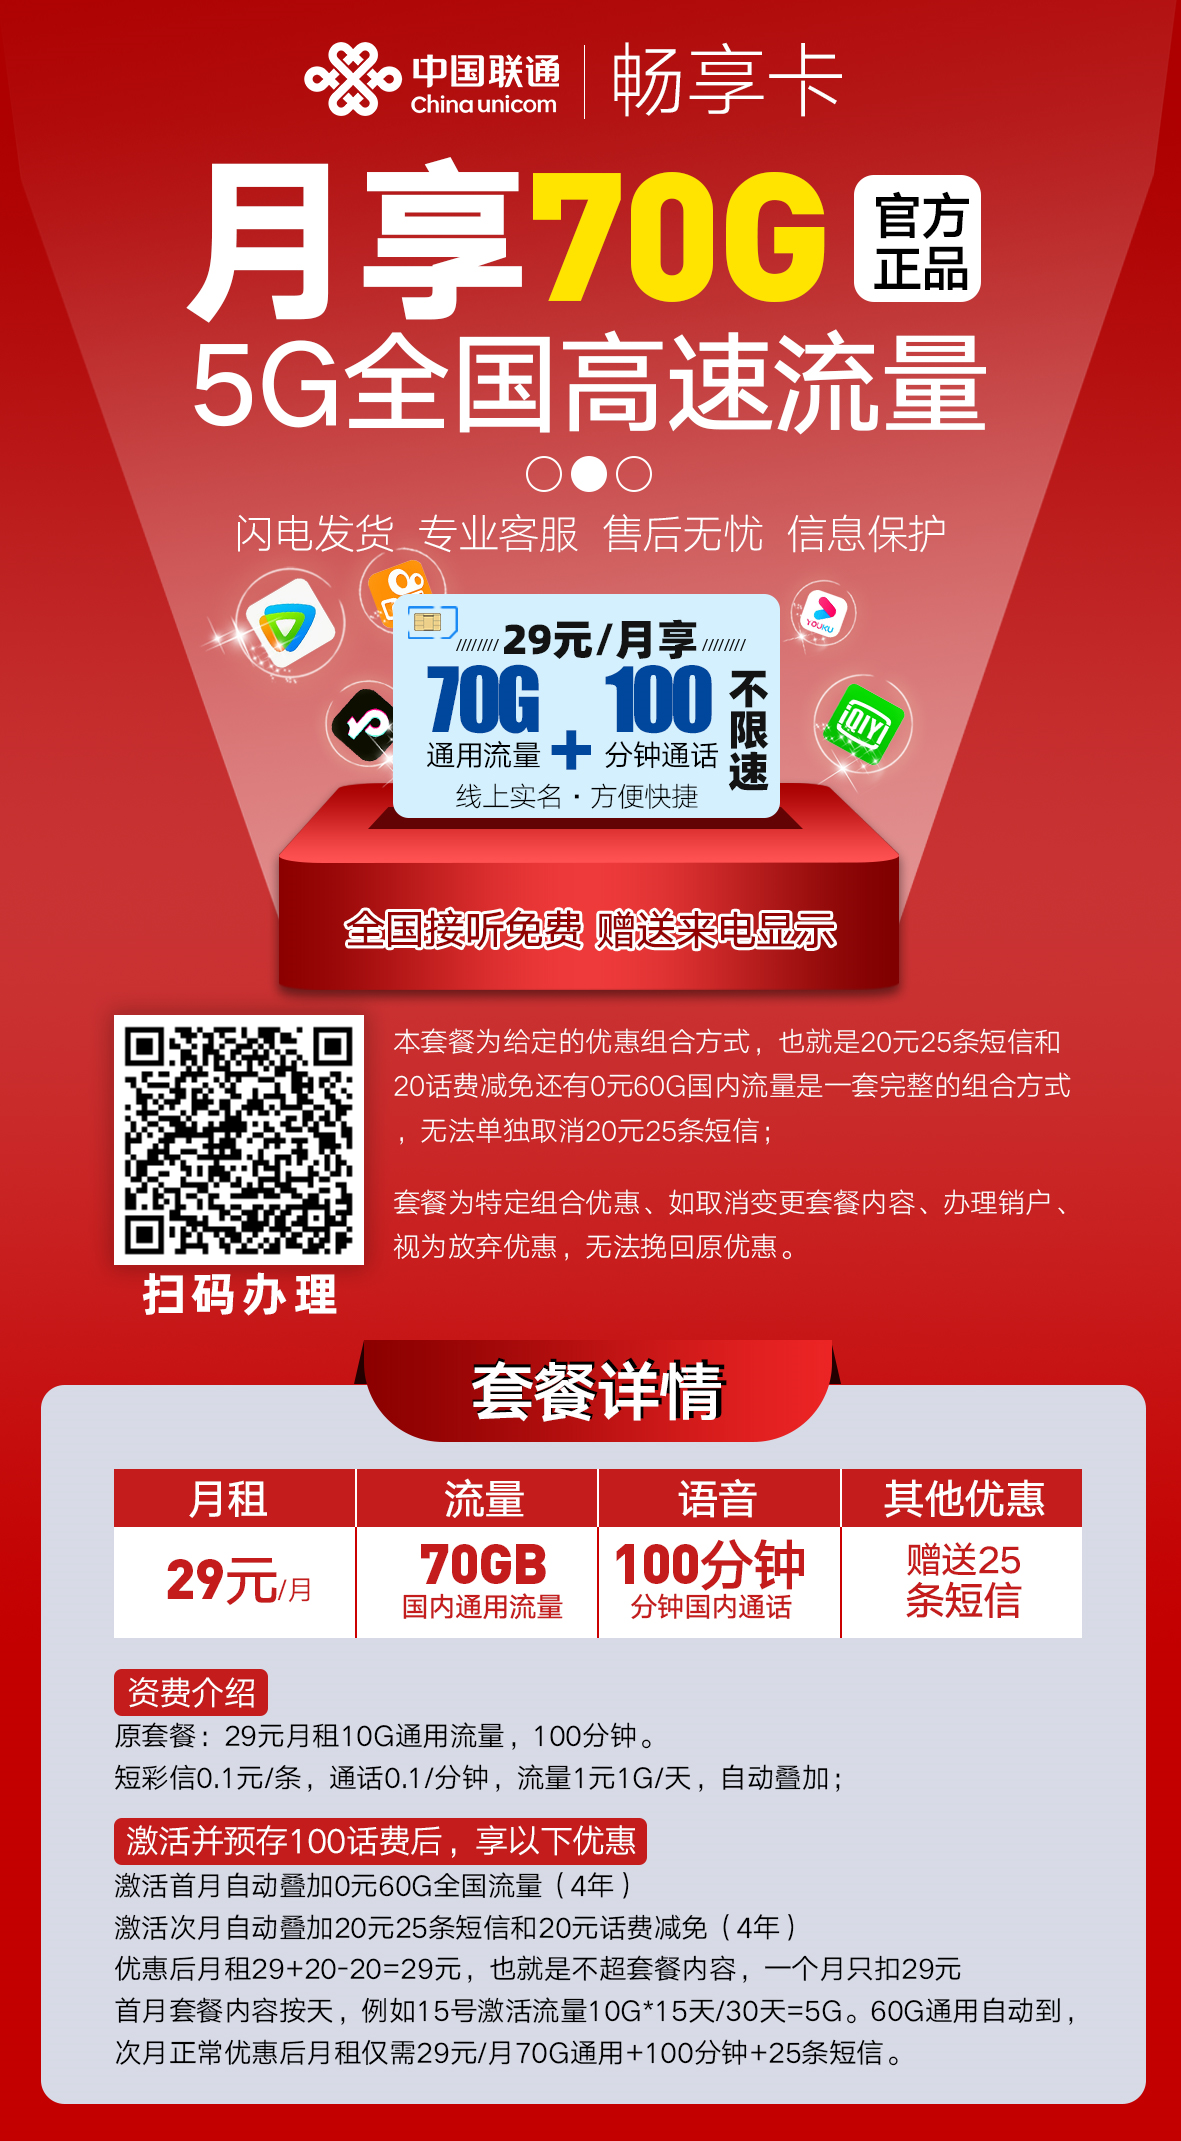 中国联通
China unicom
畅享卡
月享70G
官方
正品
5G全国高速流量
闪电发货 专业客服 售后无忧 信息保护
YOUKU
iQIYI
29元/月享
70G
100
通用流量
+
分钟通话
不限速
线上实名·方便快捷
全国接听免费 赠送来电显示
本套餐为给定的优惠组合方式，也就是20元25条短信和
20话费减免还有0元60G国内流量是一套完整的组合方式
，无法单独取消20元25条短信；
套餐为特定组合优惠、如取消变更套餐内容、办理销户、
视为放弃优惠，无法挽回原优惠。
扫码办理
套餐详情
月租 流量 语音 其他优惠
29元/月
70GB
国内通用流量
100分钟
分钟国内通话
赠送25
条短信
资费介绍
原套餐：29元月租10G通用流量，100分钟。
短彩信0.1元/条，通话0.1/分钟，流量1元1G/天，自动叠加；
激活并预存100话费后，享以下优惠
激活首月自动叠加0元60G全国流量（4年）
激活次月自动叠加20元25条短信和20元话费减免（4年）
优惠后月租29+20-20=29元，也就是不超套餐内容，一个月只扣29元
首月套餐内容按天，例如15号激活流量10G*15天/30天=5G。60G通用自动到，
次月正常优惠后月租仅需29元/月70G通用+100分钟+25条短信。